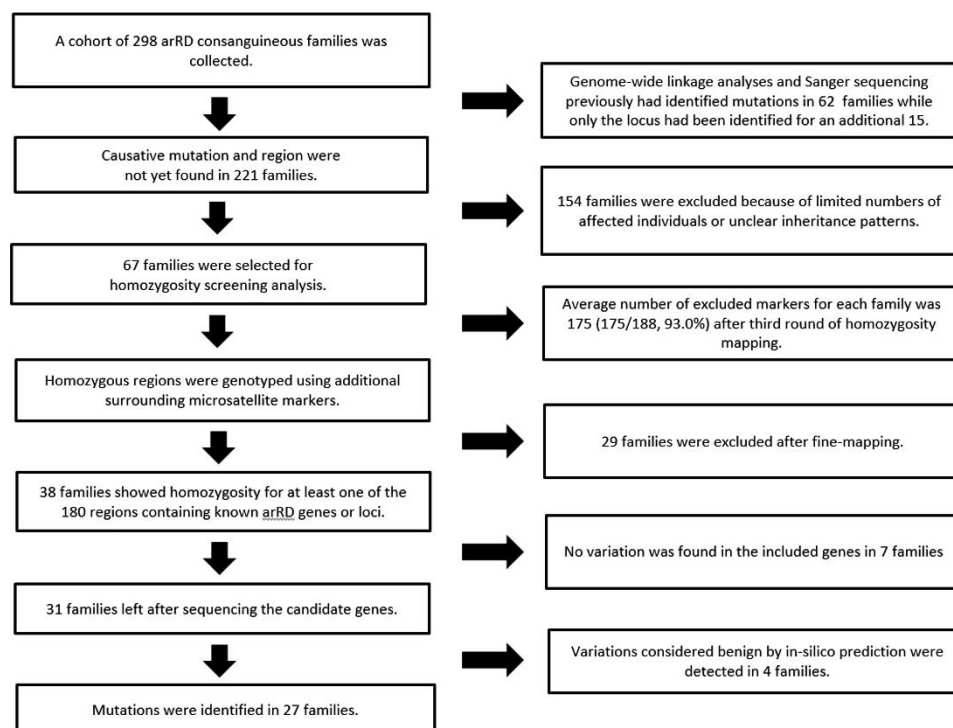 A cohort of 298 arRD consanguineous families was
collected.
Genome-wide linkage analyses and Sanger sequencing
previously had identified mutations in 62 families while
only the locus had been identified for an additional 15.
Causative mutation and region were
not yet found in 221 families.
154 families were excluded because of limited numbers of
affected individuals or unclear inheritance patterns.
67 families were selected for
homozygosity screening analysis.
Average number of excluded markers for each family was
175 (175/188, 93.0%) after third round of homozygosity
mapping.
Homozygous regions were genotyped using additional
surrounding microsatellite markers.
29 families were excluded after fine-mapping.
38 families showed homozygosity for at least one of the
180 regions containing known arRD genes or loci.
No variation was found in the included genes in 7 families
31 families left after sequencing the candidate genes.
Variations considered benign by in-silico prediction were
detected in 4 families.
Mutations were identified in 27 families.